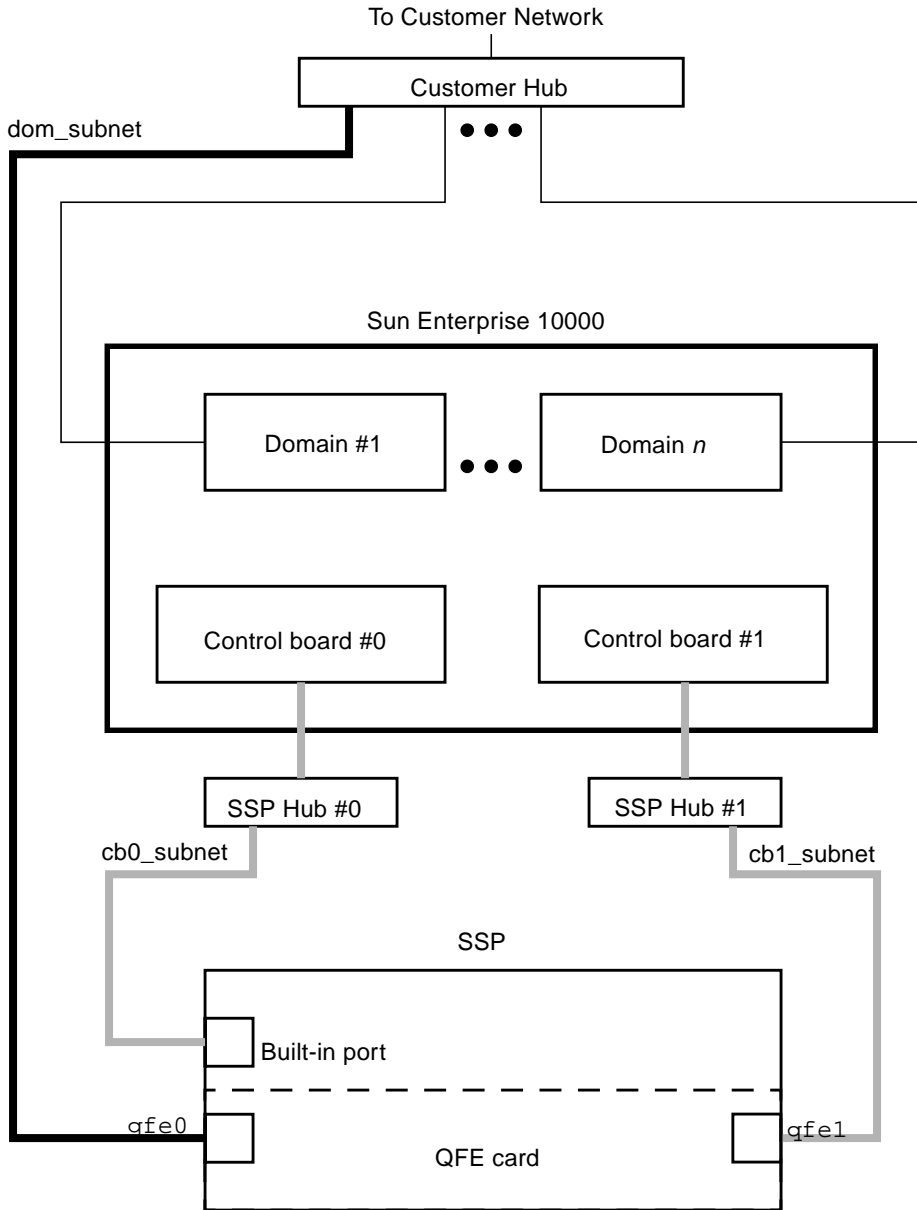 To Customer Network
Customer Hub
dom_subnet
Sun Enterprise 10000
Domain #1
Domain n
Control board #0
Control board #1
SSP Hub #0
SSP Hub #1
cb0_subnet
cb1_subnet
SSP
Built-in port
qfe0
qfe1
QFE card